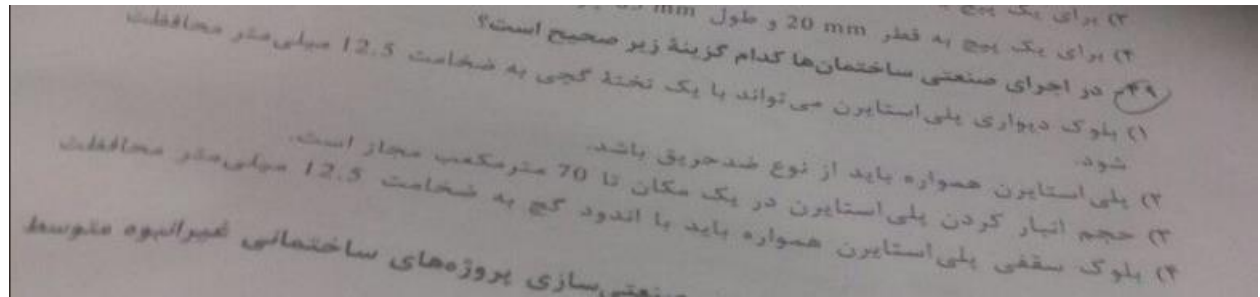 ۳) برای یک پیچ به
۴) برای یک پیچ به قطر 20 mm و طول mm
۴۹- در اجرای صنعتی ساختمان‌ها کدام گزینهٔ زیر صحیح است؟
۱) بلوک دیواری پلی‌استایرن می‌تواند با یک تختهٔ گچی به ضخامت 12.5 میلی‌متر محافظت
شود.
۲) پلی‌استایرن همواره باید از نوع ضدحریق باشد.
۳) حجم انبار کردن پلی‌استایرن در یک مکان تا 70 مترمکعب مجاز است.
۴) بلوک سقفی پلی‌استایرن همواره باید با اندود گچ به ضخامت 12.5 میلی‌متر محافظت
صنعتی‌سازی پروژه‌های ساختمانی غیرانبوه متوسط